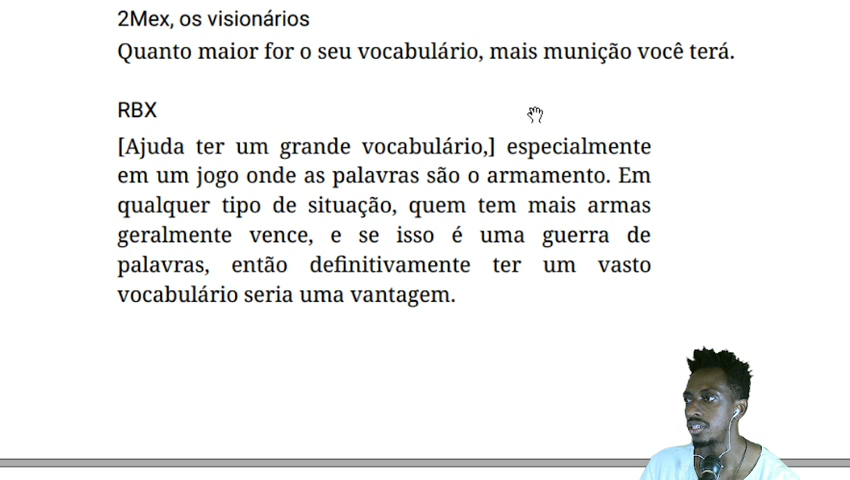 2Mex, os visionários
Quanto maior for o seu vocabulário, mais munição você terá.
RBX
[Ajuda ter um grande vocabulário,] especialmente
em um jogo onde as palavras são o armamento. Em
qualquer tipo de situação, quem tem mais armas
geralmente vence, e se isso é uma guerra de
palavras, então definitivamente ter um vasto
vocabulário seria uma vantagem.